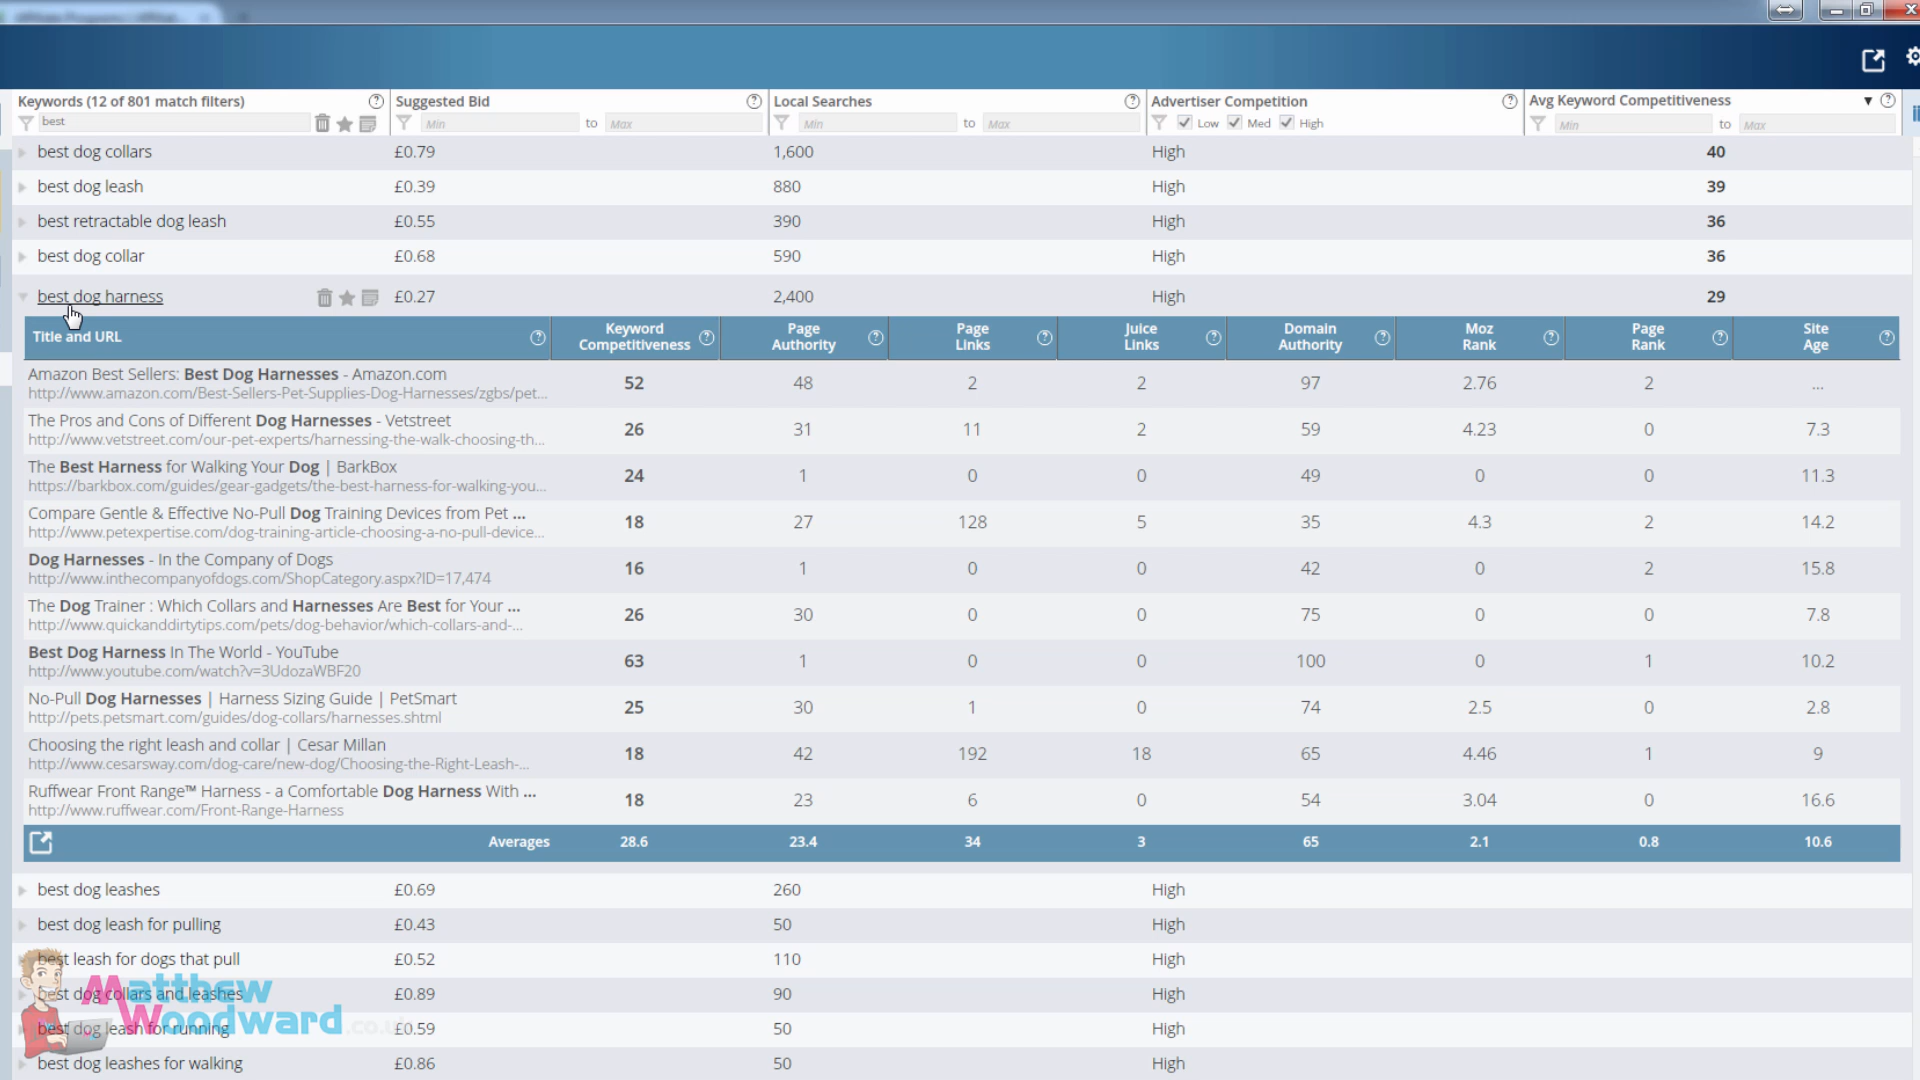 Keywords (12 of 801 match filters) Suggested Bid Local Searches Advertiser Competition Avg Keyword Competitiveness
best Min to Max Min to Max Low Med High Min to Max
best dog collars £0.79 1,600 High 40
best dog leash £0.39 880 High 39
best retractable dog leash £0.55 390 High 36
best dog collar £0.68 590 High 36
best dog harness £0.27 2,400 High 29
Title and URL Keyword Competitiveness Page Authority Page Links Juice Links Domain Authority Moz Rank Page Rank Site Age
Amazon Best Sellers: Best Dog Harnesses - Amazon.com 52 48 2 2 97 2.76 2 ...
http://www.amazon.com/Best-Sellers-Pet-Supplies-Dog-Harnesses/zgbs/pet...
The Pros and Cons of Different Dog Harnesses - Vetstreet 26 31 11 2 59 4.23 0 7.3
http://www.vetstreet.com/our-pet-experts/harnessing-the-walk-choosing-th...
The Best Harness for Walking Your Dog | BarkBox 24 1 0 0 49 0 0 11.3
https://barkbox.com/guides/gear-gadgets/the-best-harness-for-walking-you...
Compare Gentle & Effective No-Pull Dog Training Devices from Pet ... 18 27 128 5 35 4.3 2 14.2
http://www.petexpertise.com/dog-training-article-choosing-a-no-pull-device...
Dog Harnesses - In the Company of Dogs 16 1 0 0 42 0 2 15.8
http://www.inthecompanyofdogs.com/ShopCategory.aspx?ID=17,474
The Dog Trainer : Which Collars and Harnesses Are Best for Your ... 26 30 0 0 75 0 0 7.8
http://www.quickanddirtytips.com/pets/dog-behavior/which-collars-and-...
Best Dog Harness In The World - YouTube 63 1 0 0 100 0 1 10.2
http://www.youtube.com/watch?v=3UdozaWBF20
No-Pull Dog Harnesses | Harness Sizing Guide | PetSmart 25 30 1 0 74 2.5 0 2.8
http://pets.petsmart.com/guides/dog-collars/harnesses.shtml
Choosing the right leash and collar | Cesar Millan 18 42 192 18 65 4.46 1 9
http://www.cesarsway.com/dog-care/new-dog/Choosing-the-Right-Leash-...
Ruffwear Front Range™ Harness - a Comfortable Dog Harness With ... 18 23 6 0 54 3.04 0 16.6
http://www.ruffwear.com/Front-Range-Harness
Averages 28.6 23.4 34 3 65 2.1 0.8 10.6
best dog leashes £0.69 260 High
best dog leash for pulling £0.43 50 High
best leash for dogs that pull £0.52 110 High
best dog collars and leashes £0.89 90 High
best dog leash for running £0.59 50 High
best dog leashes for walking £0.86 50 High
Matthew
Woodward.co.uk